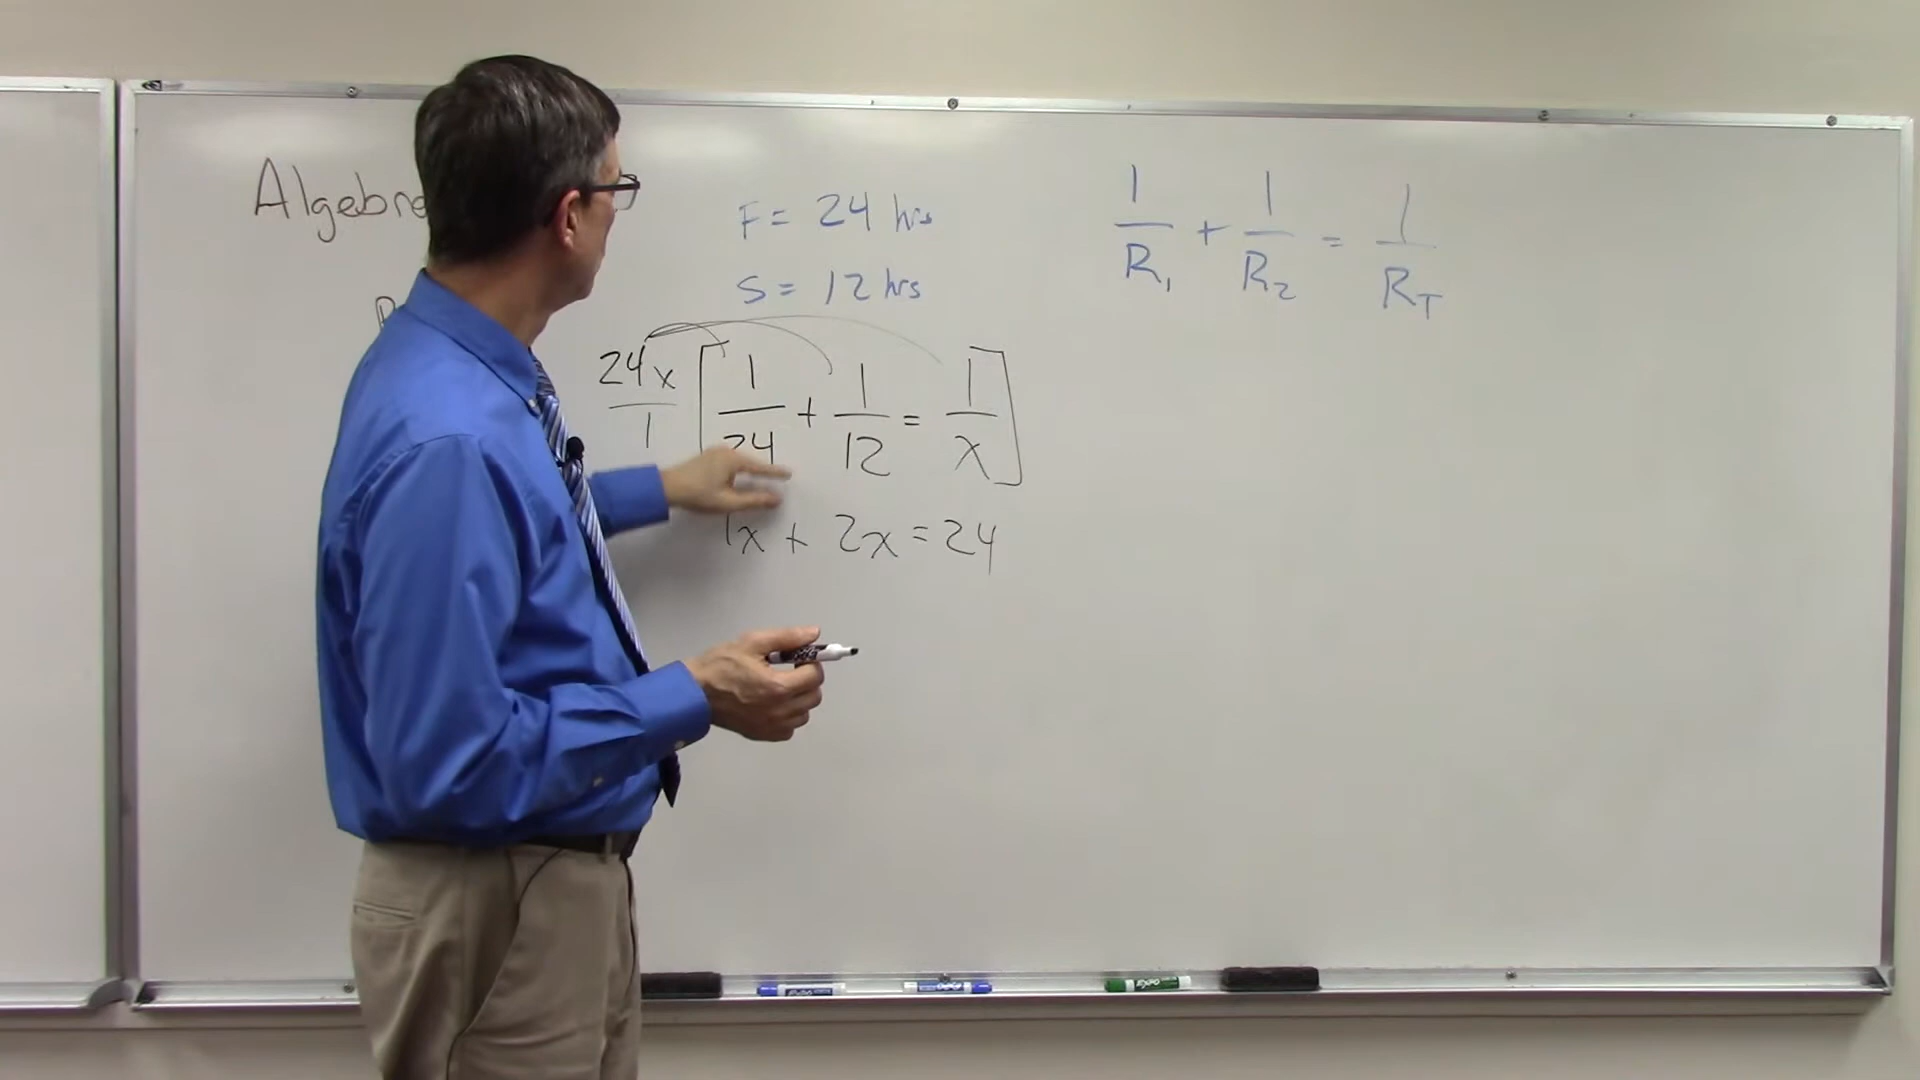 Algebra
F = 24 hrs
S = 12 hrs
1/R₁ + 1/R₂ = 1/R_T
24x/1 [1/24 + 1/12 = 1/x]
1x + 2x = 24
EXPO